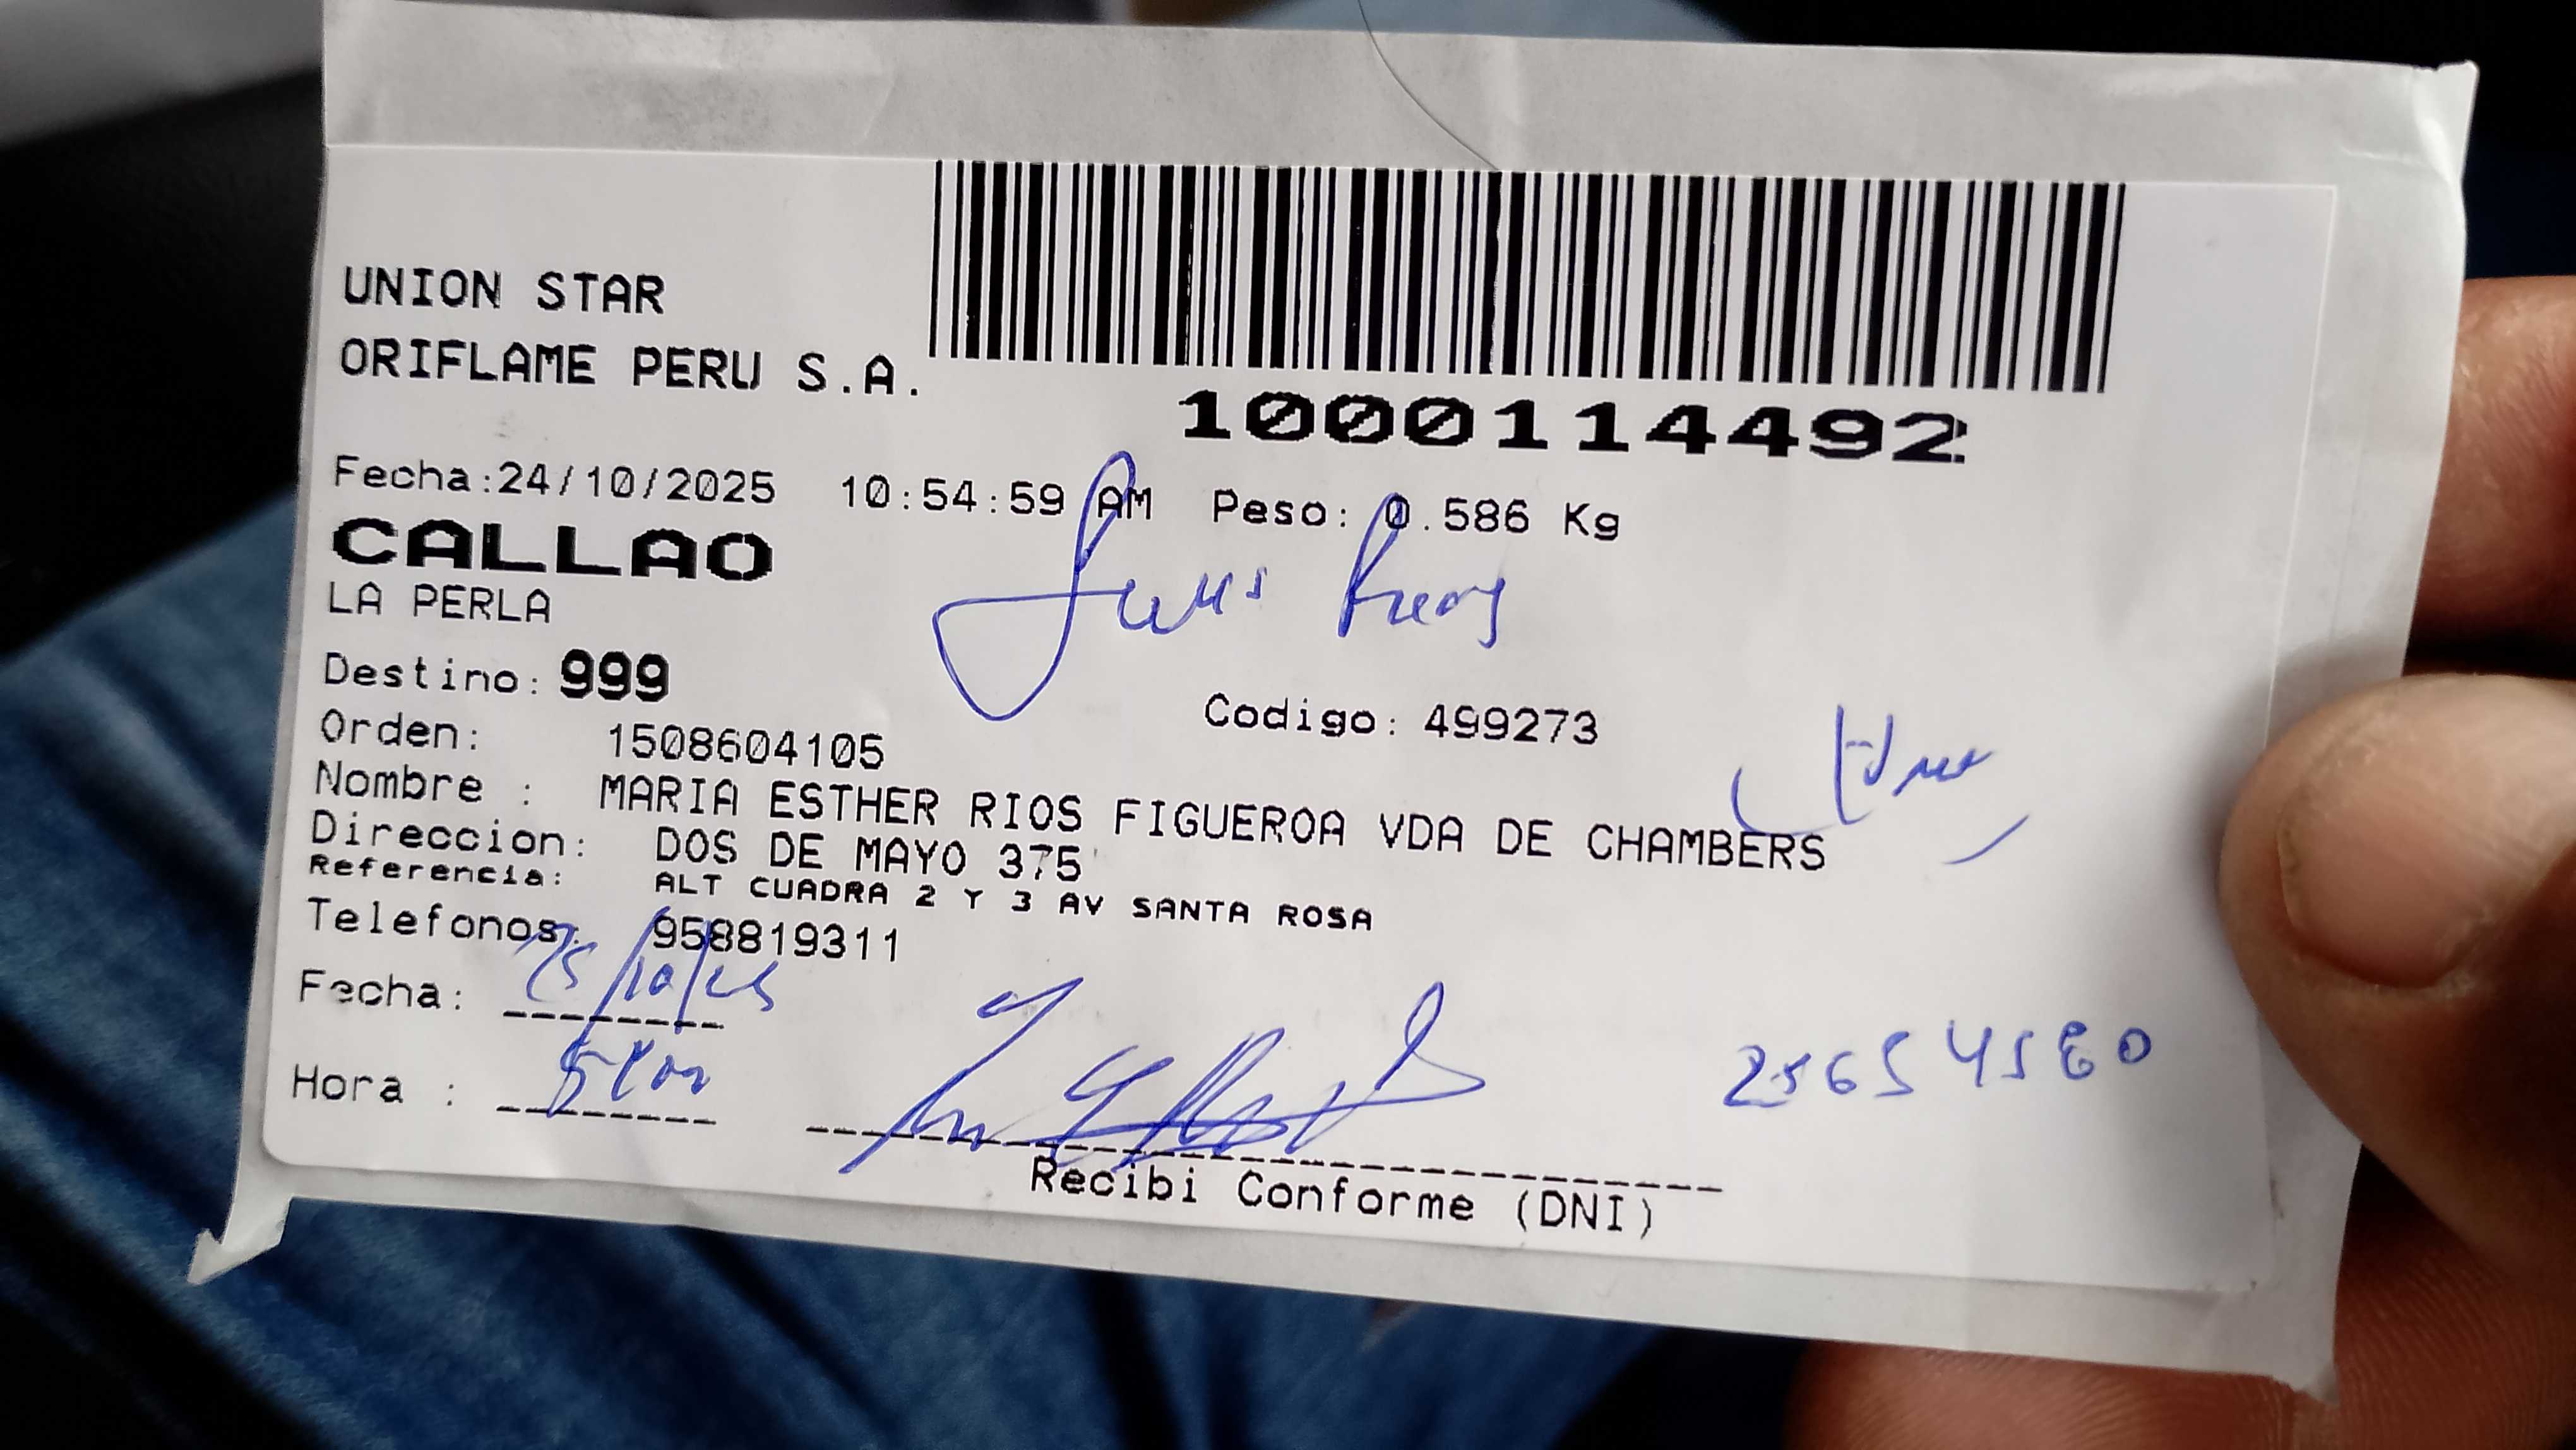 UNION STAR
ORIFLAME PERU S.A.
1000114492
Fecha:24/10/2025 10:54:59 AM Peso: 0.586 Kg
CALLAO
LA PERLA
Destino: 999
Orden: 1508604105 Codigo: 499273
Nombre : MARIA ESTHER RIOS FIGUEROA VDA DE CHAMBERS
Direccion: DOS DE MAYO 375
Referencia: ALT CUADRA 2 Y 3 AV SANTA ROSA
Telefonos: 958819311
Fecha: 25/10/25
Hora :
25654580
Recibi Conforme (DNI)